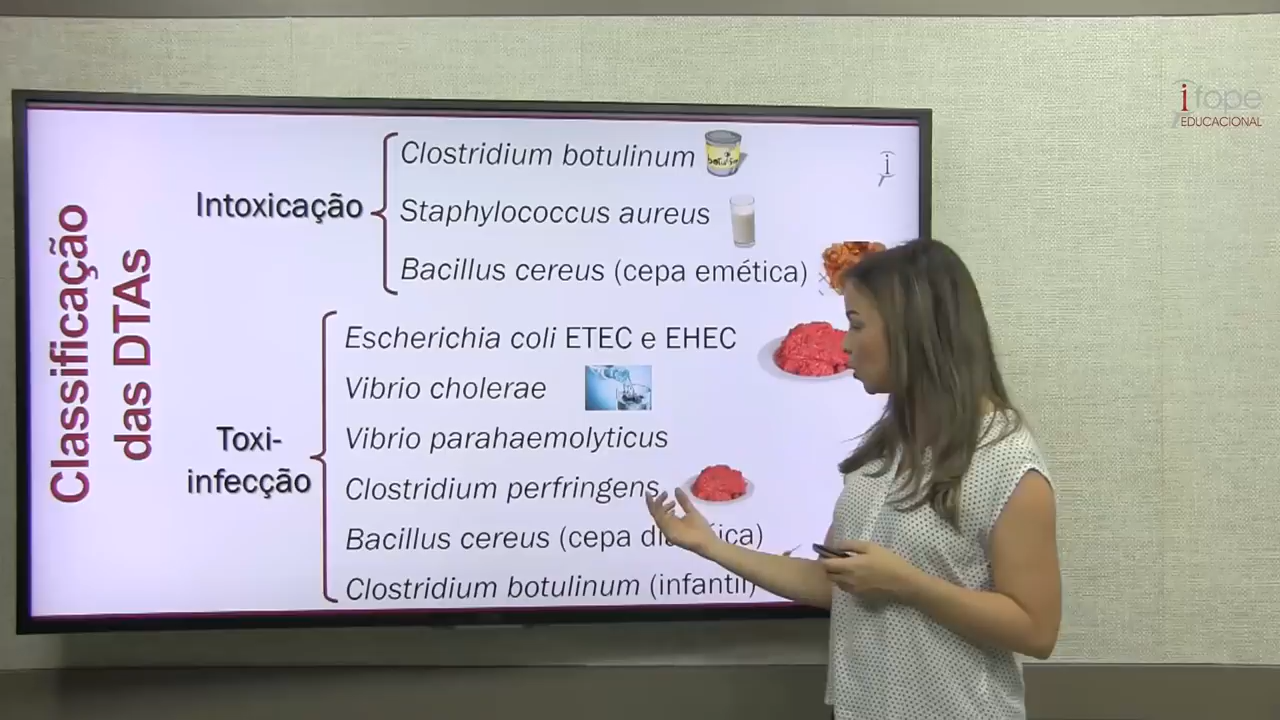 Classificação
das DTAs
Intoxicação
Clostridium botulinum
Staphylococcus aureus
Bacillus cereus (cepa emética)
Toxi-
infecção
Escherichia coli ETEC e EHEC
Vibrio cholerae
Vibrio parahaemolyticus
Clostridium perfringens
Bacillus cereus (cepa
Clostridium botulinum (infantil)
ifope
EDUCACIONAL